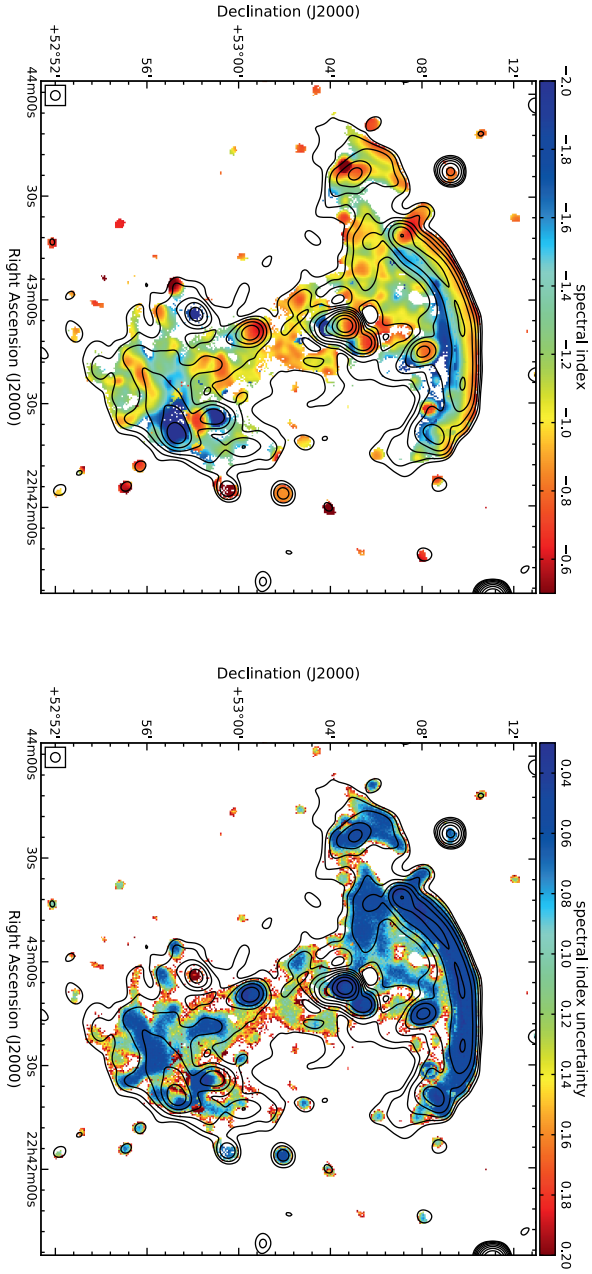 −2.0 −1.8 −1.6 −1.4 −1.2 −1.0 −0.8 −0.6
spectral index
Declination (J2000)
+52°52' 56' +53°00' 04' 08' 12'
44m00s 30s 43m00s 30s 22h42m00s
Right Ascension (J2000)
0.04 0.06 0.08 0.10 0.12 0.14 0.16 0.18 0.20
spectral index uncertainty
Declination (J2000)
+52°52' 56' +53°00' 04' 08' 12'
44m00s 30s 43m00s 30s 22h42m00s
Right Ascension (J2000)